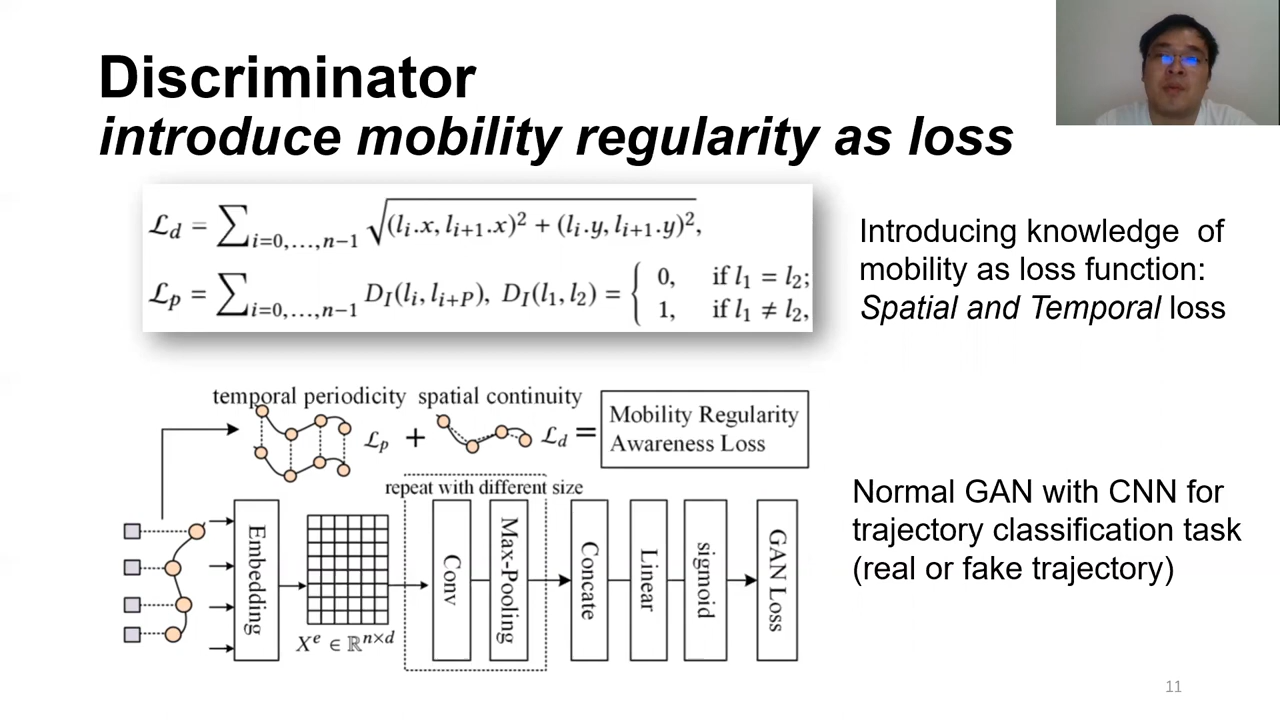 Discriminator
introduce mobility regularity as loss
ℒd = ∑i=0,…,n−1 √(li.x, li+1.x)² + (li.y, li+1.y)²,
ℒp = ∑i=0,…,n−1 DI(li, li+P), DI(l1, l2) = { 0, if l1 = l2;
1, if l1 ≠ l2,
Introducing knowledge of
mobility as loss function:
Spatial and Temporal loss
temporal periodicity spatial continuity
ℒp + ℒd =
Mobility Regularity
Awareness Loss
repeat with different size
Embedding
Xᵉ ∈ ℝⁿˣᵈ
Conv
Max-Pooling
Concate
Linear
sigmoid
GAN Loss
Normal GAN with CNN for
trajectory classification task
(real or fake trajectory)
11